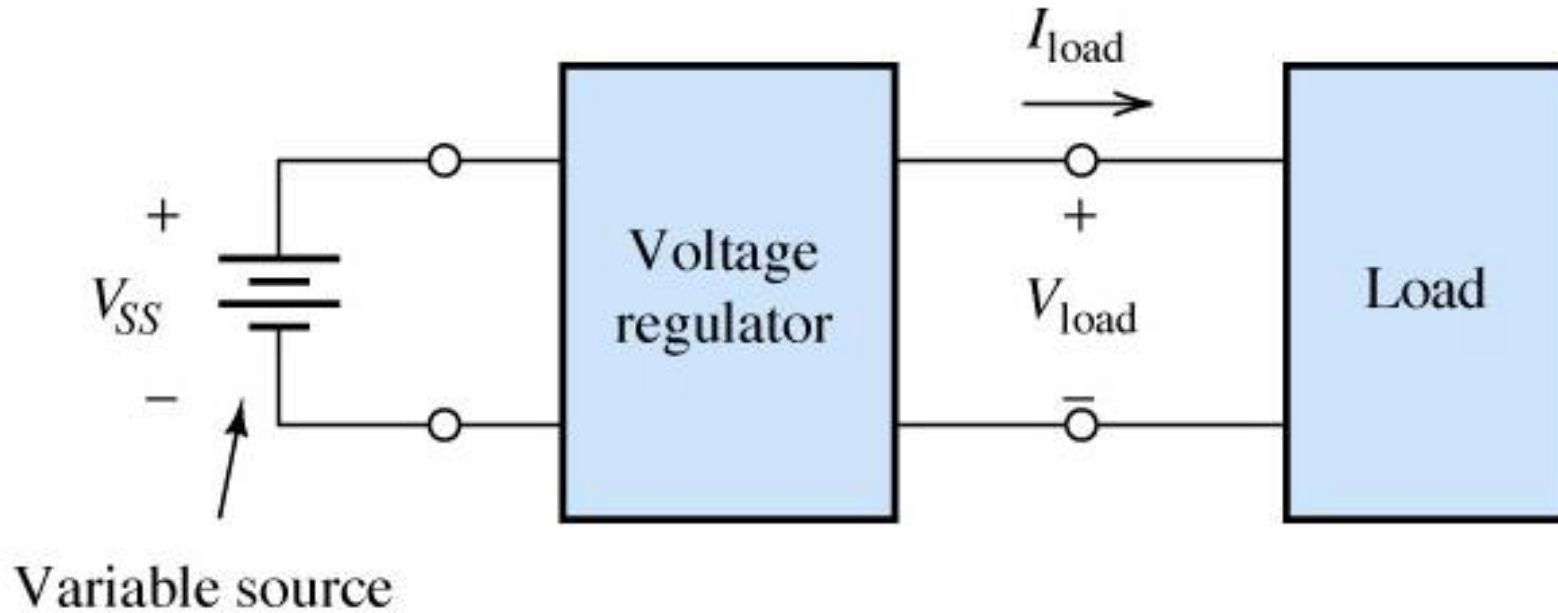 I_load
+
V_SS
−
Voltage
regulator
+
V_load
−
Load
Variable source